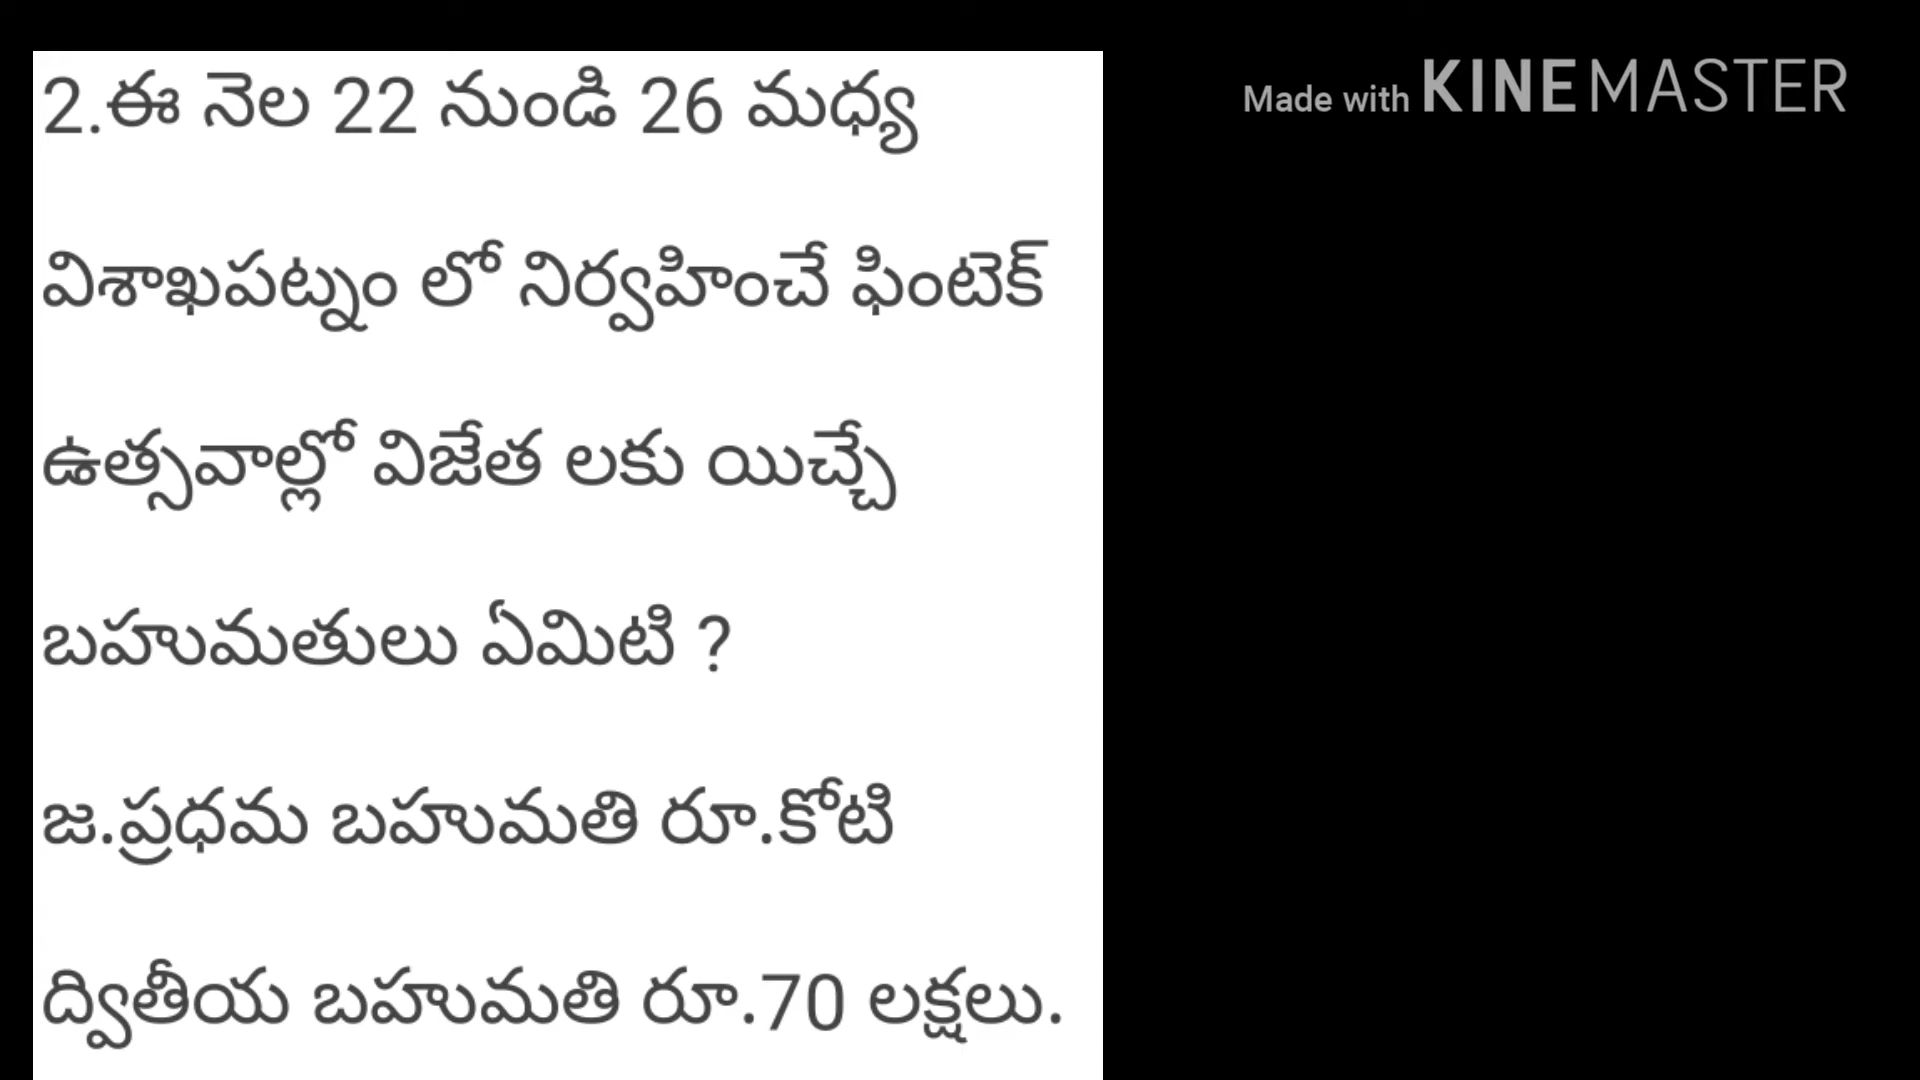 2.ఈ నెల 22 నుండి 26 మధ్య
విశాఖపట్నం లో నిర్వహించే ఫింటెక్
ఉత్సవాల్లో విజేత లకు యిచ్చే
బహుమతులు ఏమిటి ?
జ.ప్రధమ బహుమతి రూ.కోటి
ద్వితీయ బహుమతి రూ.70 లక్షలు.
Made with KINEMASTER